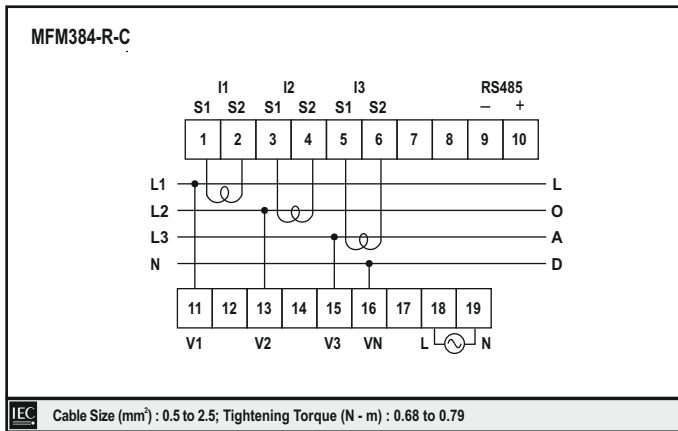 MFM384-R-C
I1 I2 I3 RS485
S1 S2 S1 S2 S1 S2 – +
1 2 3 4 5 6 7 8 9 10
L1 L
L2 O
L3 A
N D
11 12 13 14 15 16 17 18 19
V1 V2 V3 VN L N
IEC Cable Size (mm²) : 0.5 to 2.5; Tightening Torque (N - m) : 0.68 to 0.79